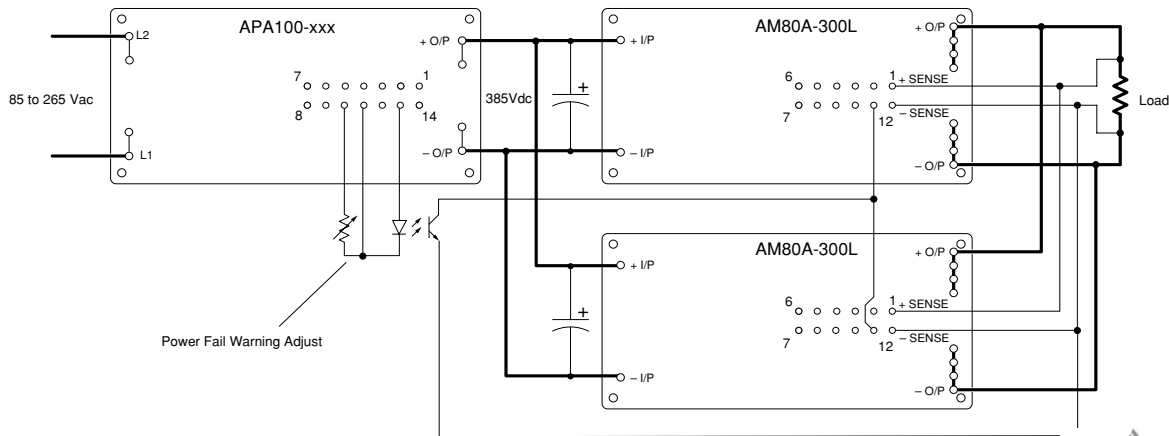 APA100-xxx
L2
L1
85 to 265 Vac
7
1
8
14
+ O/P
– O/P
385Vdc
+
AM80A-300L
+ I/P
– I/P
6
1
7
12
+ SENSE
– SENSE
+ O/P
– O/P
Load
Power Fail Warning Adjust
+
AM80A-300L
+ I/P
– I/P
6
1
7
12
+ SENSE
– SENSE
+ O/P
– O/P